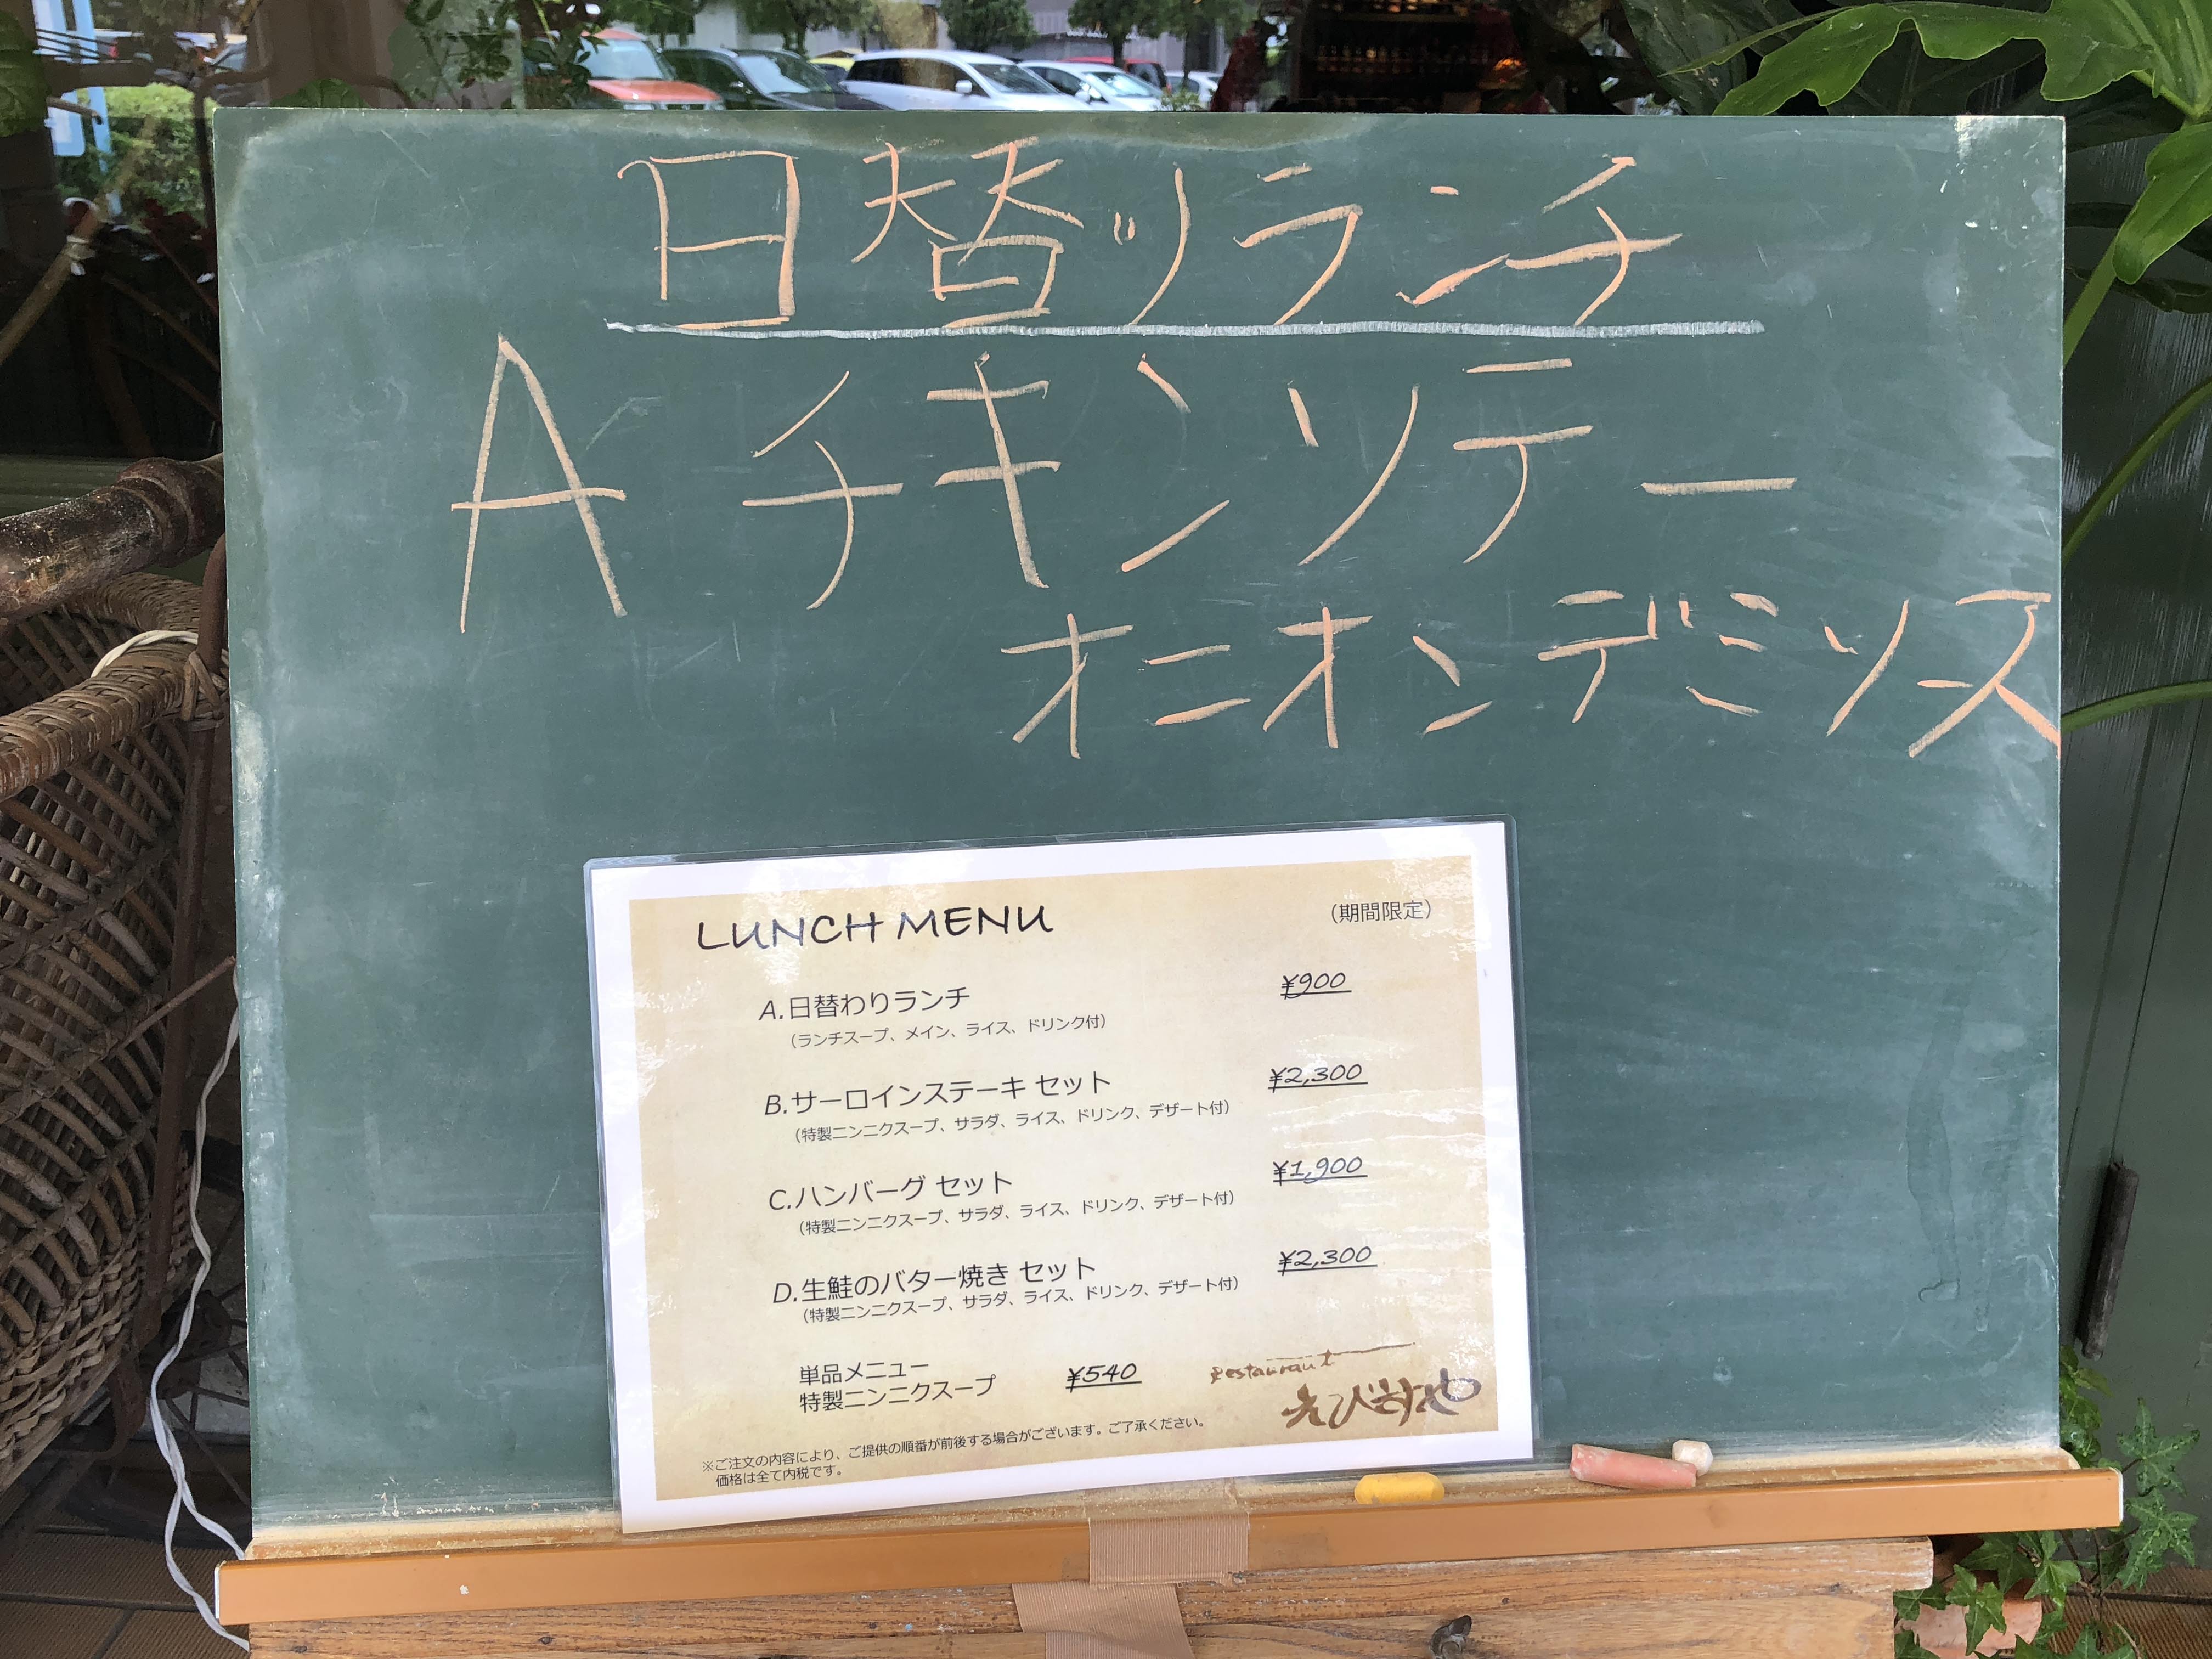 日替りランチ
A チキンソテー
オニオンデミソース
LUNCH MENU
（期間限定）
A.日替わりランチ ¥900
（ランチスープ、メイン、ライス、ドリンク付）
B.サーロインステーキ セット ¥2,300
（特製ニンニクスープ、サラダ、ライス、ドリンク、デザート付）
C.ハンバーグ セット ¥1,900
（特製ニンニクスープ、サラダ、ライス、ドリンク、デザート付）
D.生鮭のバター焼き セット ¥2,300
（特製ニンニクスープ、サラダ、ライス、ドリンク、デザート付）
単品メニュー
特製ニンニクスープ ¥540
restaurant
※ご注文の内容により、ご提供の順番が前後する場合がございます。ご了承ください。
価格は全て内税です。